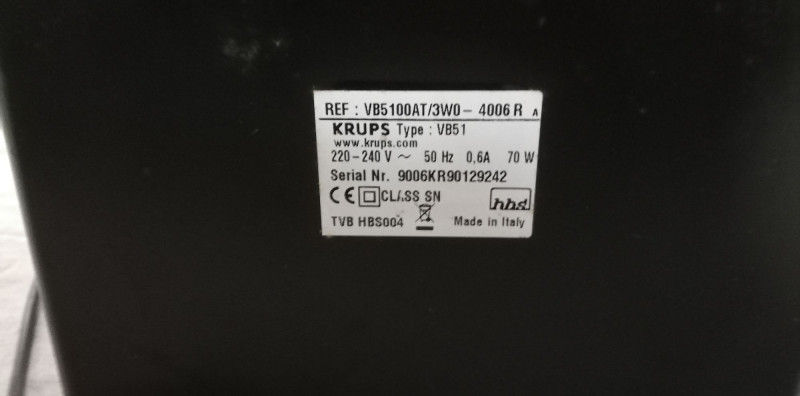 REF : VB5100AT/3W0 - 4006 R A
KRUPS Type : VB51
www.krups.com
220-240 V ~ 50 Hz 0,6A 70 W
Serial Nr. 9006KR90129242
CE CLASS SN
hbs
TVB HBS004 Made in Italy